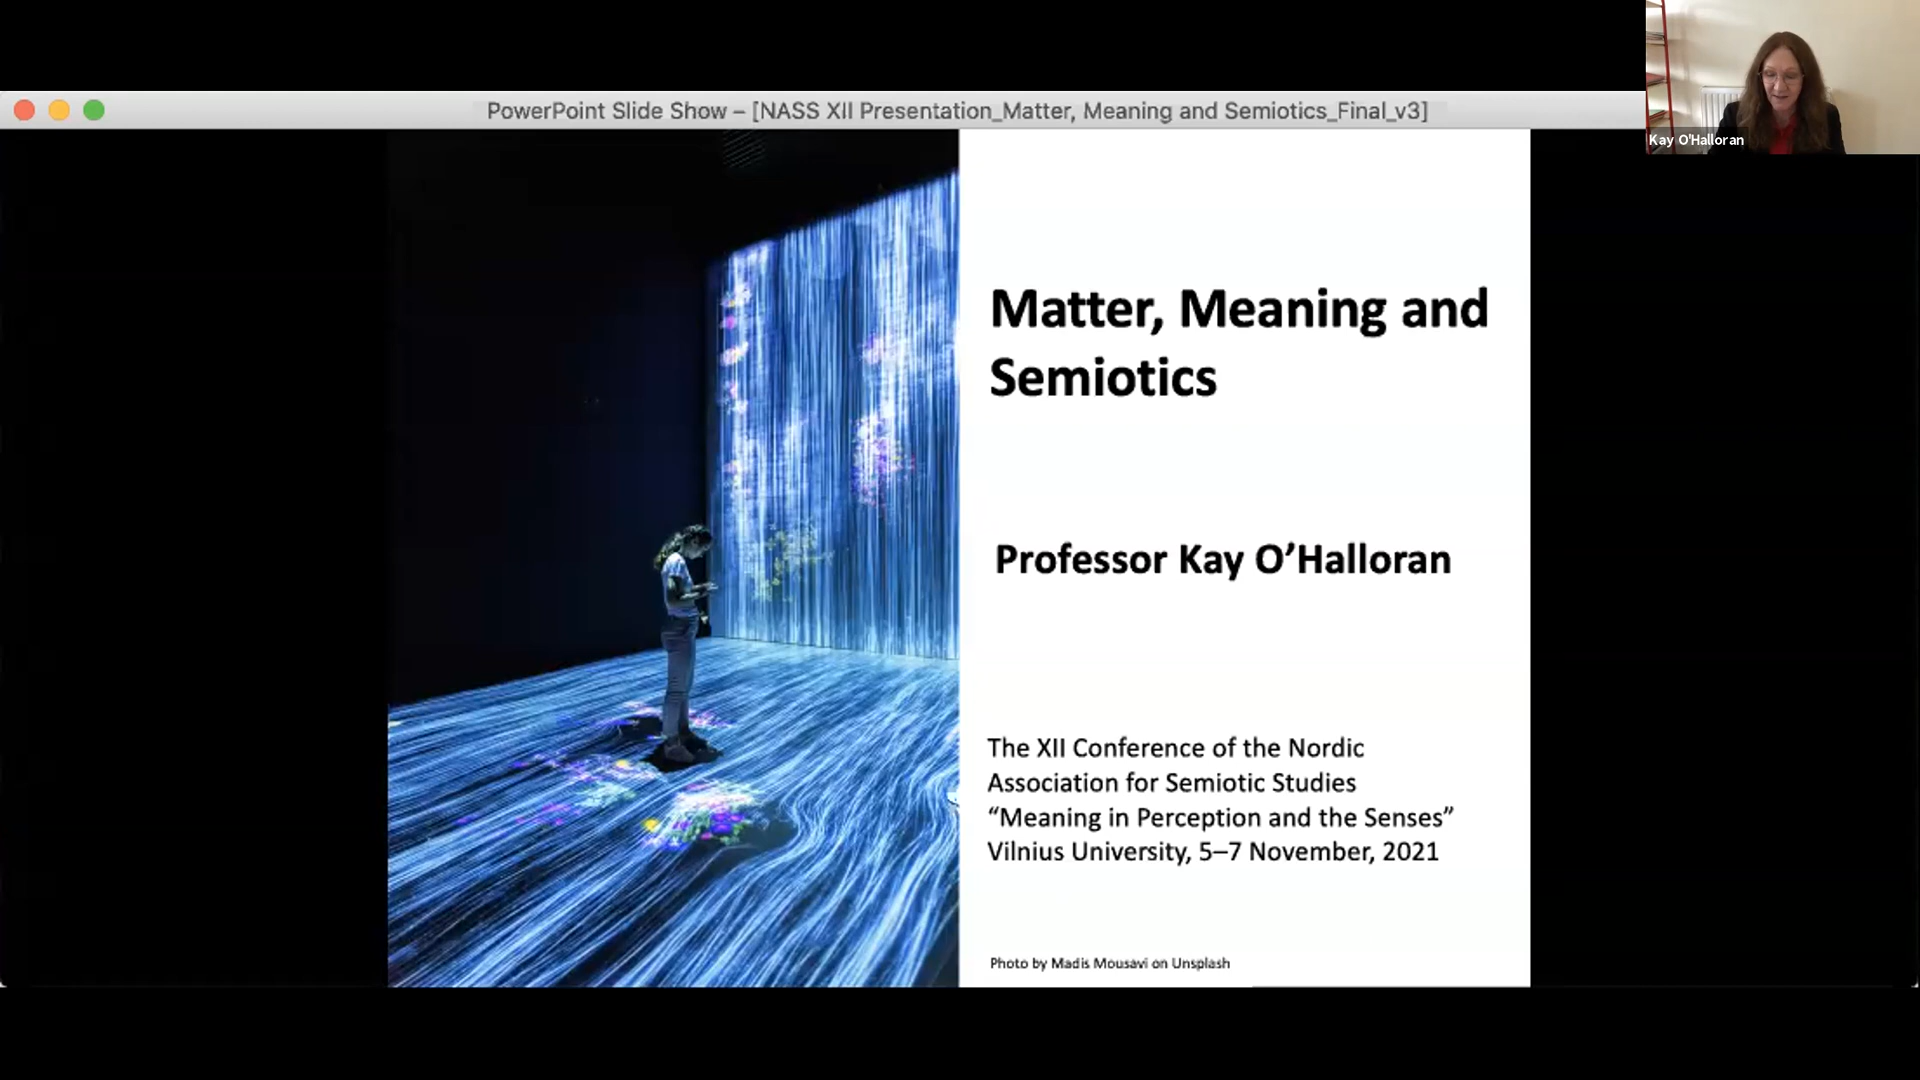 PowerPoint Slide Show – [NASS XII Presentation_Matter, Meaning and Semiotics_Final_v3]
Kay O'Halloran
Matter, Meaning and
Semiotics
Professor Kay O’Halloran
The XII Conference of the Nordic
Association for Semiotic Studies
“Meaning in Perception and the Senses”
Vilnius University, 5–7 November, 2021
Photo by Madis Mousavi on Unsplash